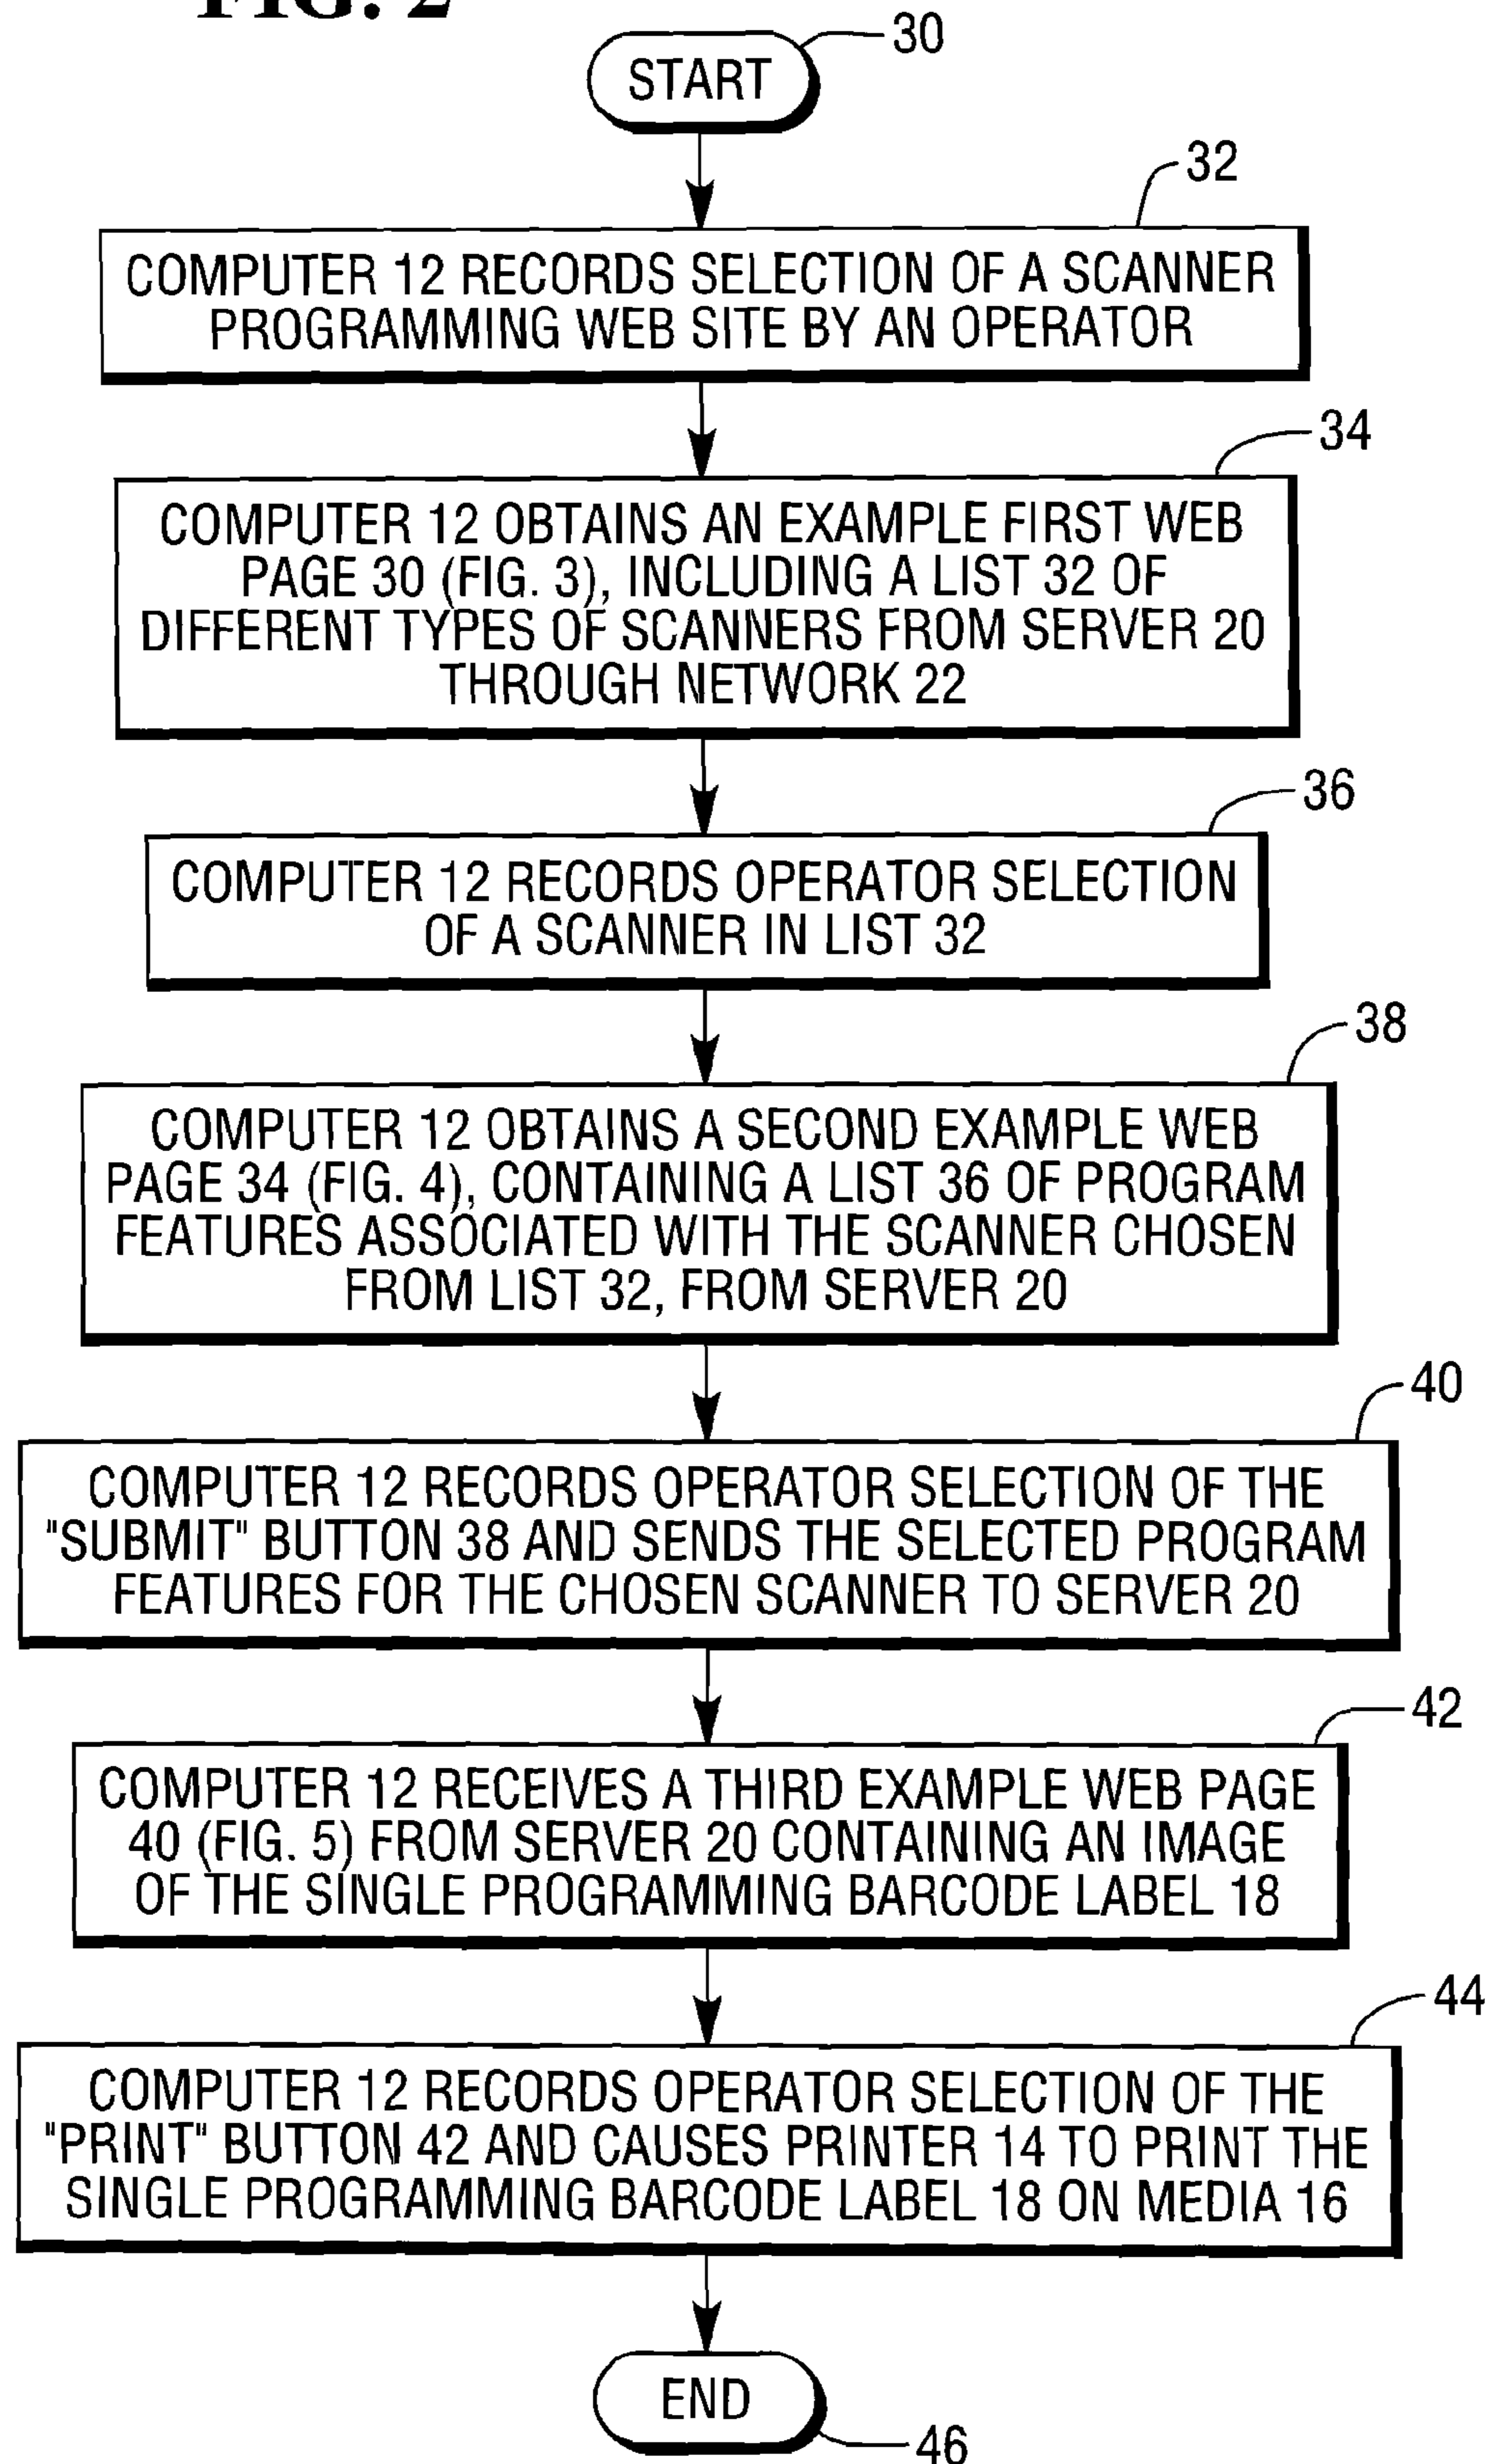 FIG. 2
30
START
32
COMPUTER 12 RECORDS SELECTION OF A SCANNER
PROGRAMMING WEB SITE BY AN OPERATOR
34
COMPUTER 12 OBTAINS AN EXAMPLE FIRST WEB
PAGE 30 (FIG. 3), INCLUDING A LIST 32 OF
DIFFERENT TYPES OF SCANNERS FROM SERVER 20
THROUGH NETWORK 22
36
COMPUTER 12 RECORDS OPERATOR SELECTION
OF A SCANNER IN LIST 32
38
COMPUTER 12 OBTAINS A SECOND EXAMPLE WEB
PAGE 34 (FIG. 4), CONTAINING A LIST 36 OF PROGRAM
FEATURES ASSOCIATED WITH THE SCANNER CHOSEN
FROM LIST 32, FROM SERVER 20
40
COMPUTER 12 RECORDS OPERATOR SELECTION OF THE
"SUBMIT" BUTTON 38 AND SENDS THE SELECTED PROGRAM
FEATURES FOR THE CHOSEN SCANNER TO SERVER 20
42
COMPUTER 12 RECEIVES A THIRD EXAMPLE WEB PAGE
40 (FIG. 5) FROM SERVER 20 CONTAINING AN IMAGE
OF THE SINGLE PROGRAMMING BARCODE LABEL 18
44
COMPUTER 12 RECORDS OPERATOR SELECTION OF THE
"PRINT" BUTTON 42 AND CAUSES PRINTER 14 TO PRINT THE
SINGLE PROGRAMMING BARCODE LABEL 18 ON MEDIA 16
END
46